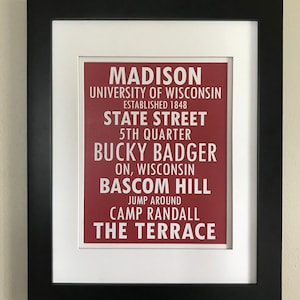 MADISON
UNIVERSITY OF WISCONSIN
ESTABLISHED 1848
STATE STREET
5TH QUARTER
BUCKY BADGER
ON, WISCONSIN
BASCOM HILL
JUMP AROUND
CAMP RANDALL
THE TERRACE